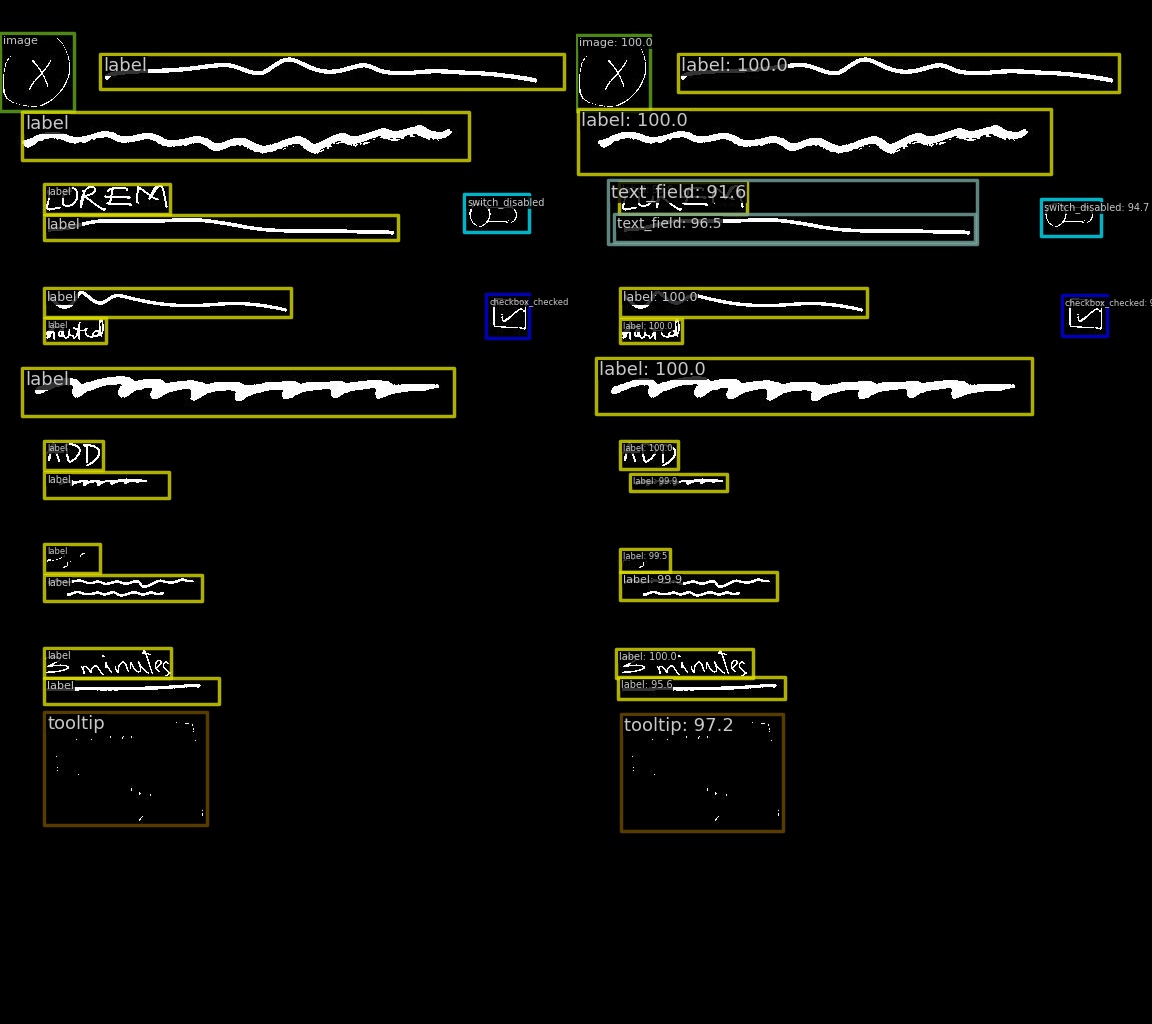 image
image: 100.0
label
label: 100.0
label
label: 100.0
label
LOREM
text_field: 91.6
switch_disabled
switch_disabled: 94.7
label
text_field: 96.5
label
label: 100.0
checkbox_checked
checkbox_checked: 9
label
label: 100.0
label
label: 100.0
label
label: 100.0
label
label: 99.9
label
label: 99.5
label
label: 99.9
label
label: 100.0
5 minutes
5 minutes
label
label: 95.6
tooltip
tooltip: 97.2